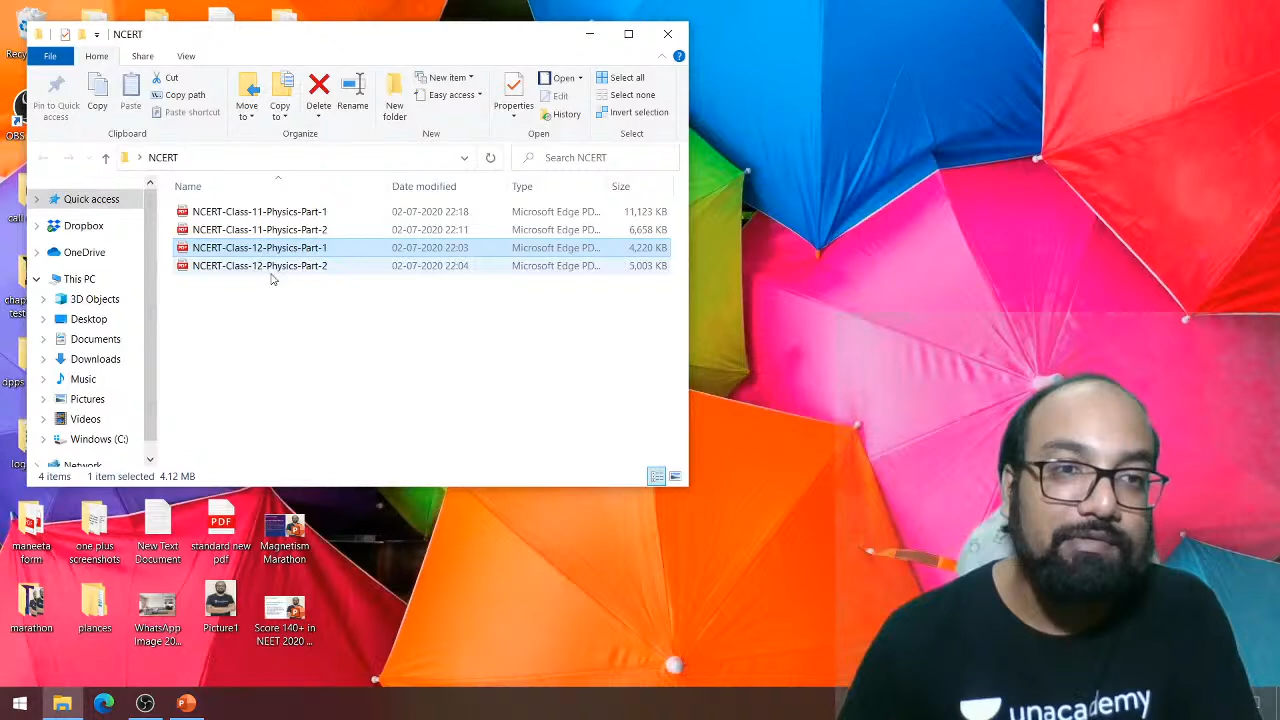 NCERT
File
Home
Share
View
Pin to Quick
access
Copy
Paste
Cut
Copy path
Paste shortcut
Clipboard
Move
to
Copy
to
Delete
Rename
Organize
New
folder
New item
Easy access
New
Properties
Open
Edit
History
Open
Select all
Select none
Invert selection
Select
NCERT
Search NCERT
Name
Date modified
Type
Size
NCERT-Class-11-Physics-Part-1 02-07-2020 22:18 Microsoft Edge PD... 11,123 KB
NCERT-Class-11-Physics-Part-2 02-07-2020 22:11 Microsoft Edge PD... 6,658 KB
NCERT-Class-12-Physics-Part-1 02-07-2020 22:03 Microsoft Edge PD... 4,220 KB
NCERT-Class-12-Physics-Part-2 02-07-2020 22:04 Microsoft Edge PD... 5,003 KB
Quick access
Dropbox
OneDrive
This PC
3D Objects
Desktop
Documents
Downloads
Music
Pictures
Videos
Windows (C:)
Network
4 items 1 item selected 4.12 MB
Recy
OBS
call
chap
test
dpps
log
maneeta
form
one plus
screenshots
New Text
Document
PDF
standard new
pdf
Magnetism
Marathon
marathon
plances
WhatsApp
Image 20...
Picture1
Score 140+ in
NEET 2020 ...
unacademy